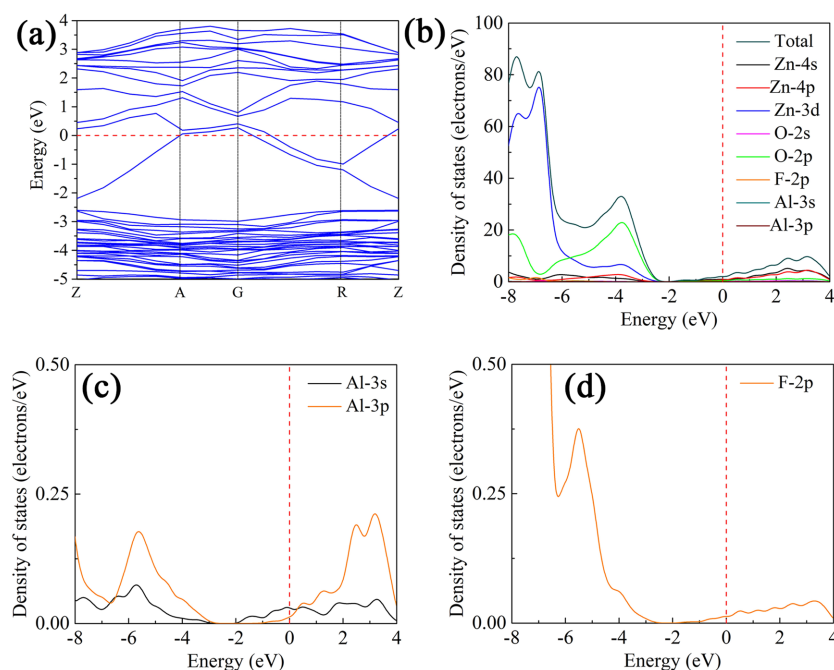 (a)
Energy (eV)
4
3
2
1
0
-1
-2
-3
-4
-5
Z A G R Z
(b)
Density of states (electrons/eV)
100
80
60
40
20
0
Total
Zn-4s
Zn-4p
Zn-3d
O-2s
O-2p
F-2p
Al-3s
Al-3p
-8 -6 -4 -2 0 2 4
Energy (eV)
(c)
Density of states (electrons/eV)
0.50
0.25
0.00
Al-3s
Al-3p
-8 -6 -4 -2 0 2 4
Energy (eV)
(d)
Density of states (electrons/eV)
0.50
0.25
0.00
F-2p
-8 -6 -4 -2 0 2 4
Energy (eV)